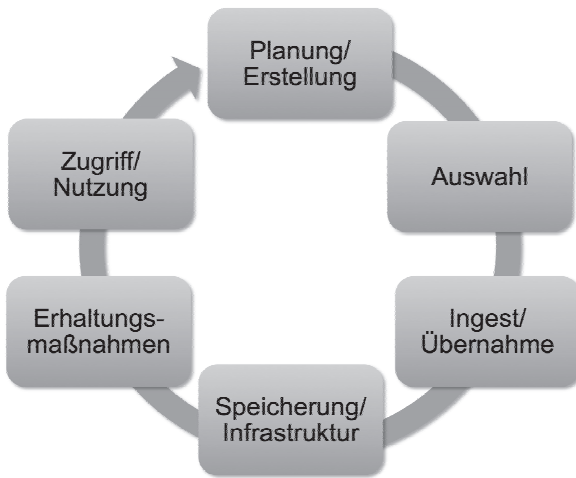 Planung/
Erstellung
Auswahl
Ingest/
Übernahme
Speicherung/
Infrastruktur
Erhaltungs-
maßnahmen
Zugriff/
Nutzung